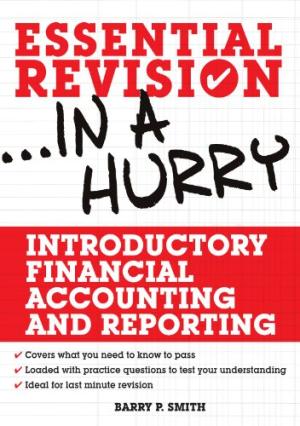 ESSENTIAL
REVISION
...IN A
HURRY
INTRODUCTORY
FINANCIAL
ACCOUNTING
AND REPORTING
✓ Covers what you need to know to pass
✓ Loaded with practice questions to test your understanding
✓ Ideal for last minute revision
BARRY P. SMITH